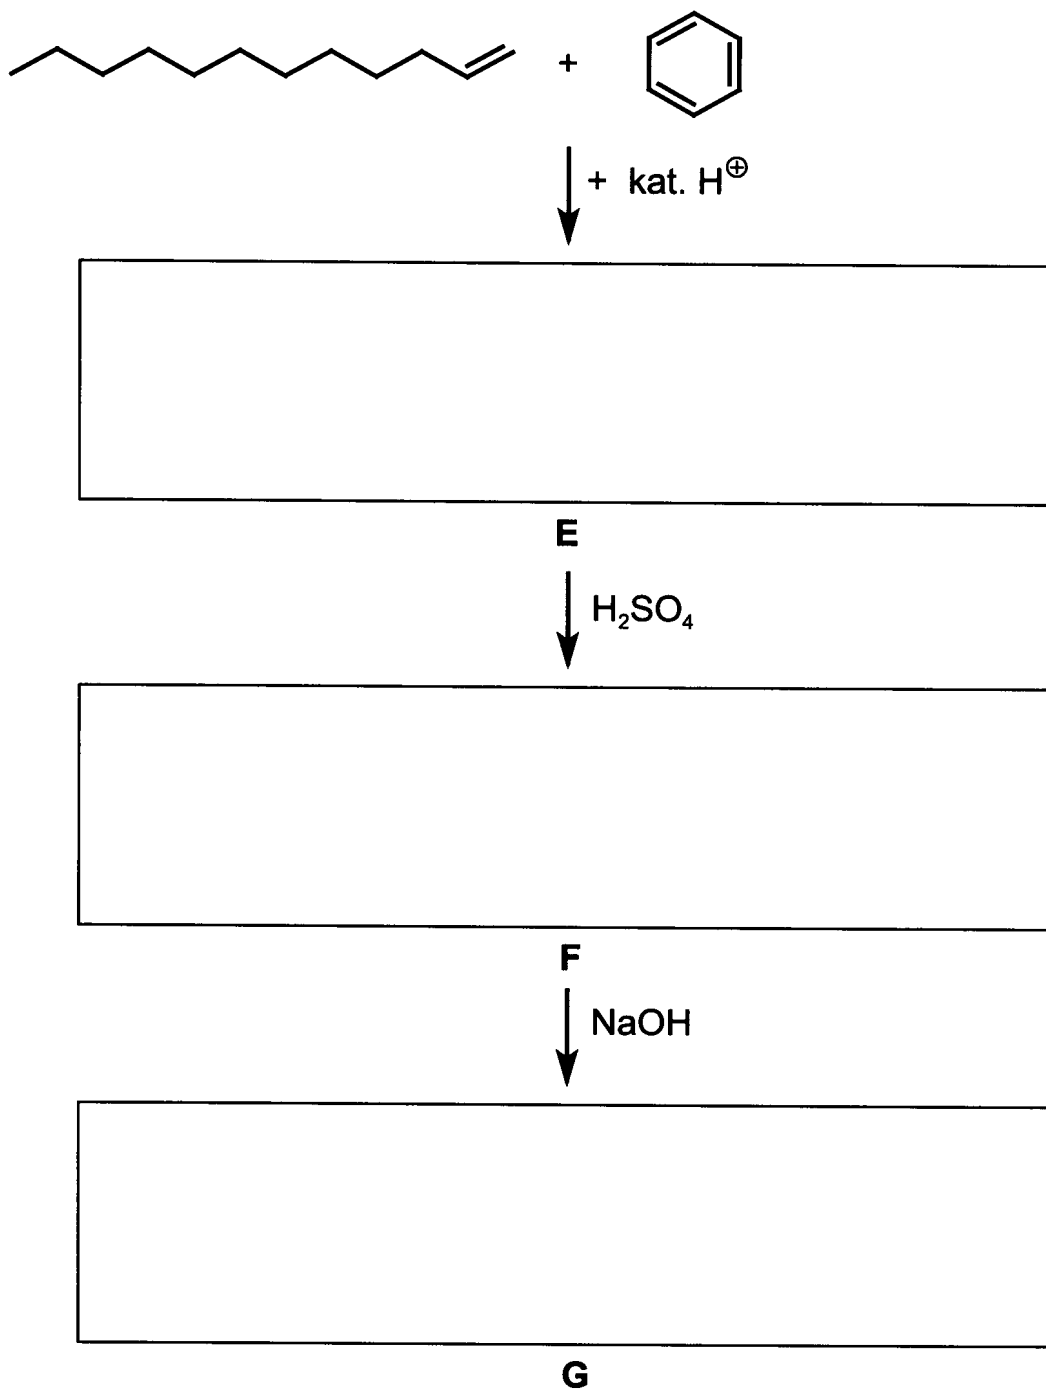 +
+ kat. H⊕
E
H₂SO₄
F
NaOH
G